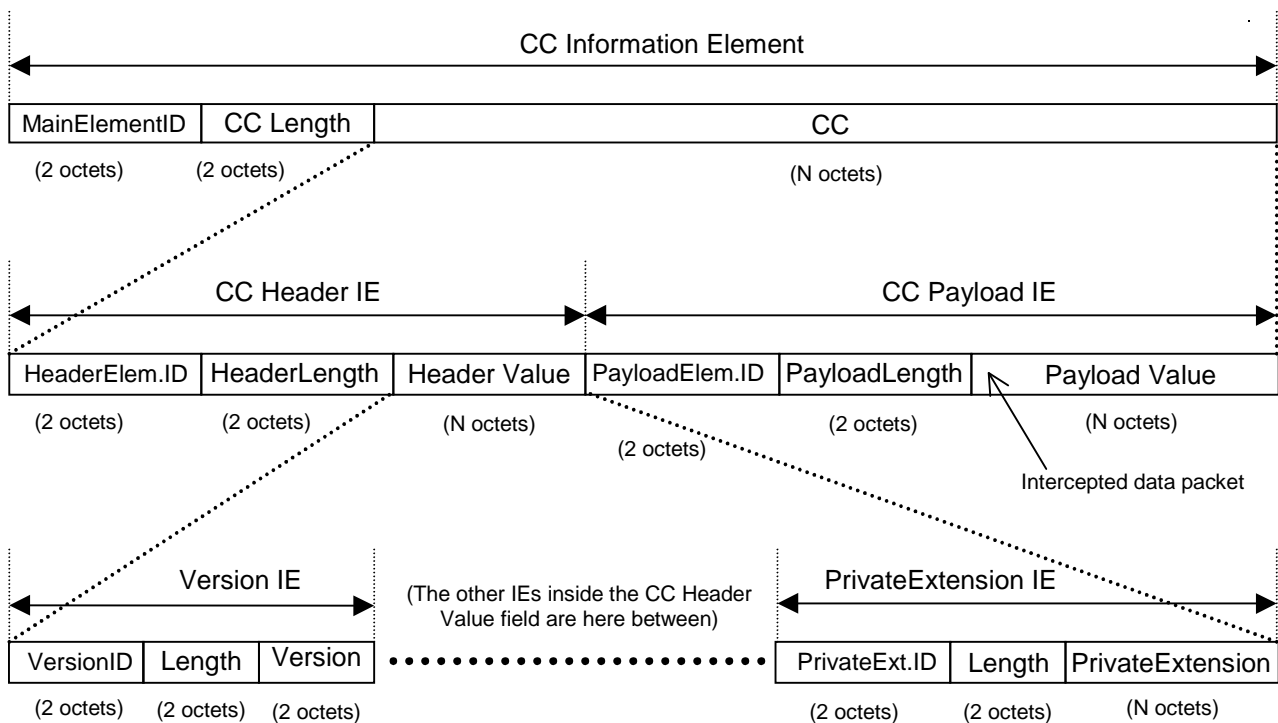 CC Information Element
MainElementID CC Length CC
(2 octets) (2 octets) (N octets)
CC Header IE CC Payload IE
HeaderElem.ID HeaderLength Header Value PayloadElem.ID PayloadLength Payload Value
(2 octets) (2 octets) (N octets) (2 octets) (2 octets) (N octets)
Intercepted data packet
Version IE (The other IEs inside the CC Header PrivateExtension IE
Value field are here between)
VersionID Length Version PrivateExt.ID Length PrivateExtension
(2 octets) (2 octets) (2 octets) (2 octets) (2 octets) (N octets)